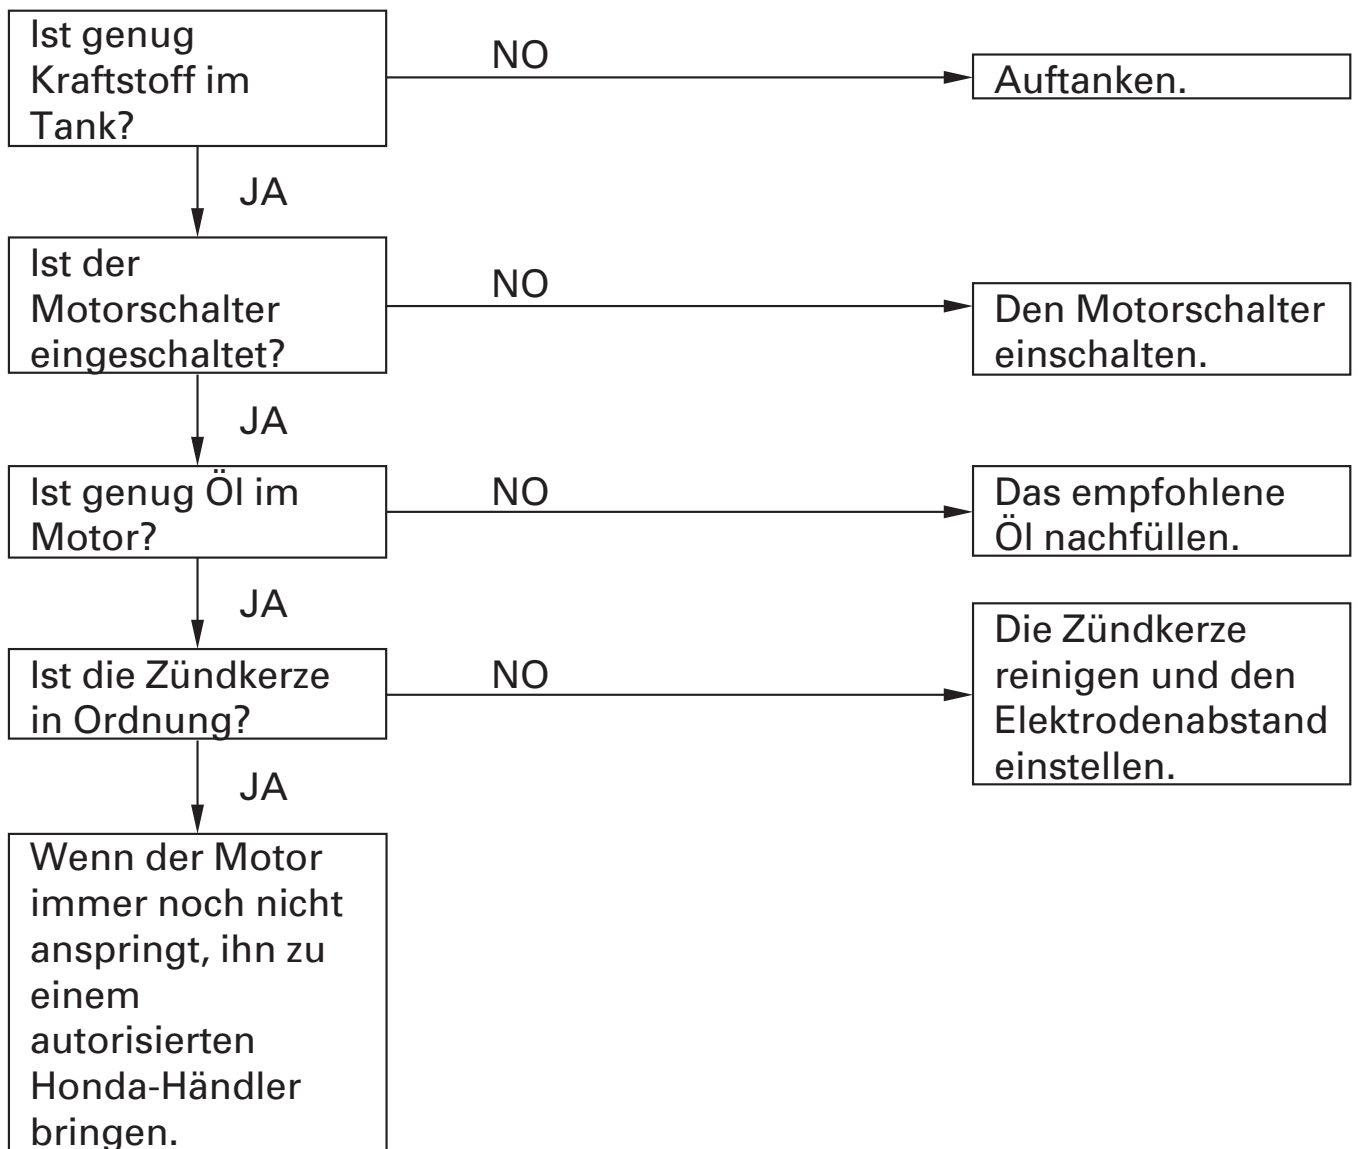 Ist genug
Kraftstoff im
Tank?
NO
Auftanken.
JA
Ist der
Motorschalter
eingeschaltet?
NO
Den Motorschalter
einschalten.
JA
Ist genug Öl im
Motor?
NO
Das empfohlene
Öl nachfüllen.
JA
Ist die Zündkerze
in Ordnung?
NO
Die Zündkerze
reinigen und den
Elektrodenabstand
einstellen.
JA
Wenn der Motor
immer noch nicht
anspringt, ihn zu
einem
autorisierten
Honda-Händler
bringen.